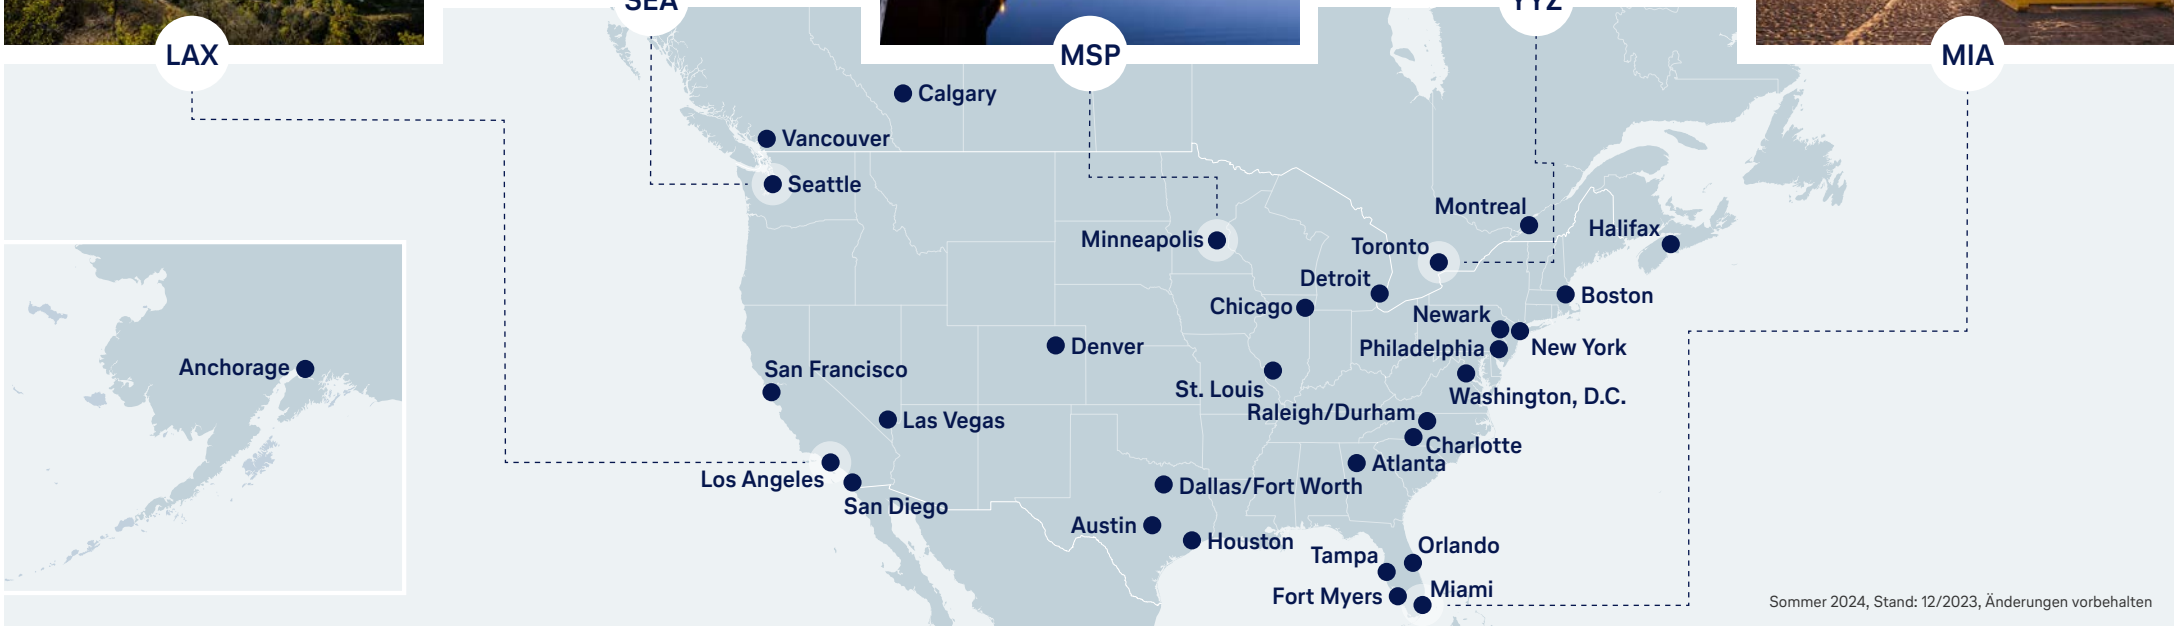 SEA
YYZ
LAX
MSP
MIA
Calgary
Vancouver
Seattle
Montreal
Halifax
Minneapolis
Toronto
Detroit
Boston
Chicago
Newark
Denver
Philadelphia
New York
Anchorage
San Francisco
St. Louis
Washington, D.C.
Raleigh/Durham
Las Vegas
Charlotte
Atlanta
Los Angeles
Dallas/Fort Worth
San Diego
Austin
Houston
Orlando
Tampa
Miami
Fort Myers
Sommer 2024, Stand: 12/2023, Änderungen vorbehalten